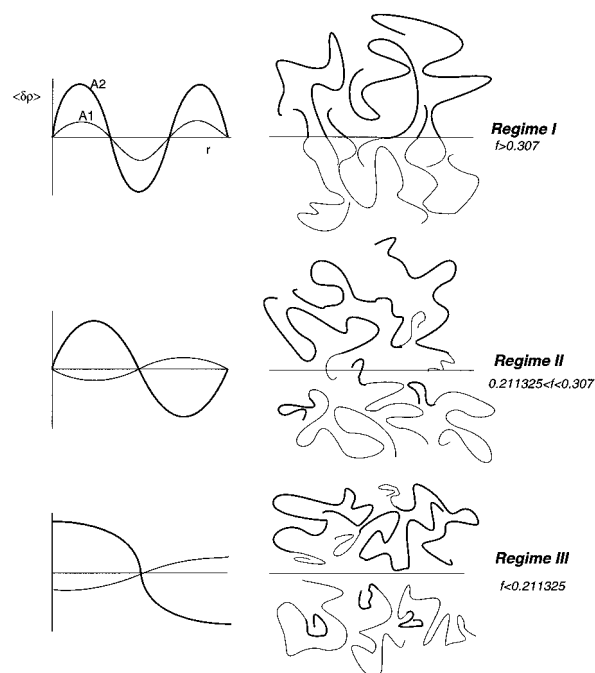 <δρ>
A2
A1
r
Regime I
f>0.307
Regime II
0.211325<f<0.307
Regime III
f<0.211325